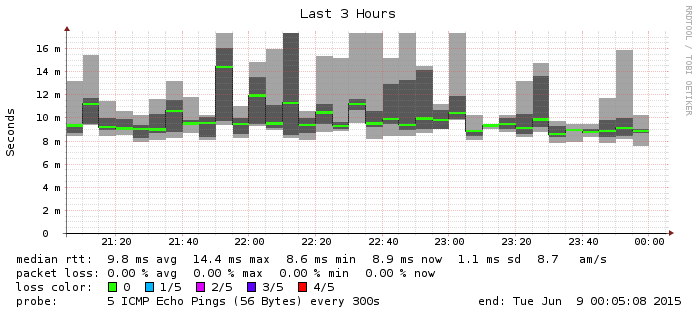 Last 3 Hours
RRDTOOL / TOBI OETIKER
Seconds
16 m
14 m
12 m
10 m
8 m
6 m
4 m
2 m
0
21:20 21:40 22:00 22:20 22:40 23:00 23:20 23:40 00:00
median rtt: 9.8 ms avg 14.4 ms max 8.6 ms min 8.9 ms now 1.1 ms sd 8.7 am/s
packet loss: 0.00 % avg 0.00 % max 0.00 % min 0.00 % now
loss color: 0 1/5 2/5 3/5 4/5
probe: 5 ICMP Echo Pings (56 Bytes) every 300s end: Tue Jun 9 00:05:08 2015